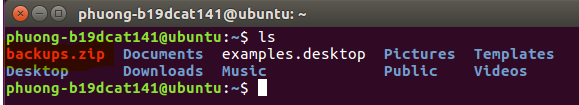 phuong-b19dcat141@ubuntu: ~
phuong-b19dcat141@ubuntu:~$ ls
backups.zip  Documents  examples.desktop  Pictures  Templates
Desktop      Downloads  Music             Public    Videos
phuong-b19dcat141@ubuntu:~$